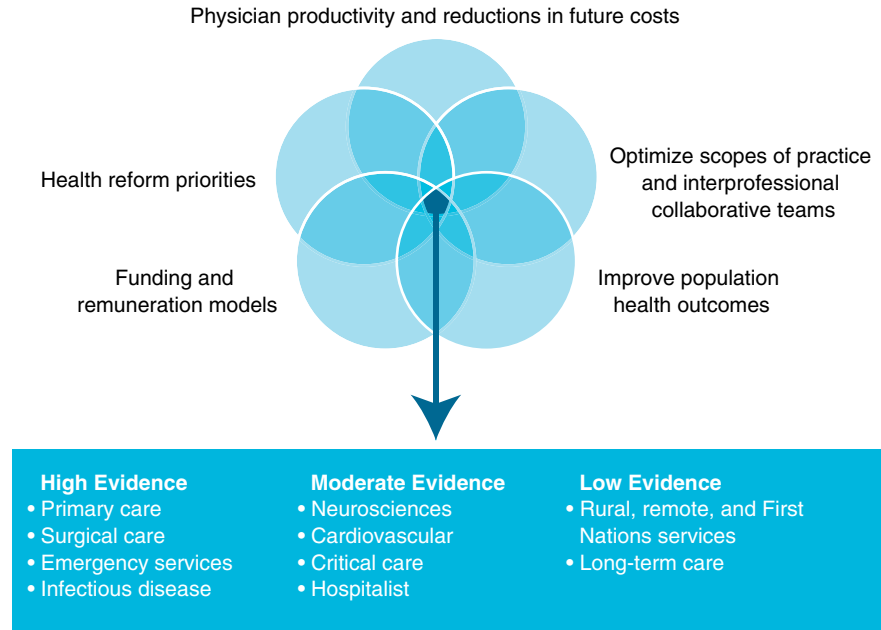 Physician productivity and reductions in future costs
Health reform priorities
Optimize scopes of practice
and interprofessional
collaborative teams
Funding and
remuneration models
Improve population
health outcomes
High Evidence
• Primary care
• Surgical care
• Emergency services
• Infectious disease
Moderate Evidence
• Neurosciences
• Cardiovascular
• Critical care
• Hospitalist
Low Evidence
• Rural, remote, and First
Nations services
• Long-term care